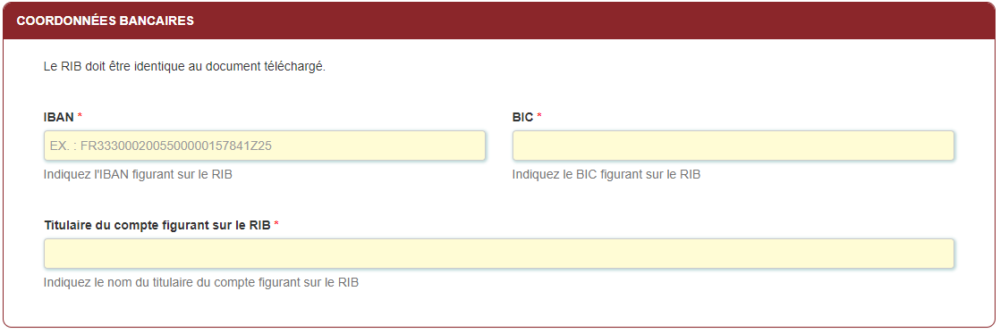 COORDONNÉES BANCAIRES
Le RIB doit être identique au document téléchargé.
IBAN *
BIC *
EX. : FR3330002005500000157841Z25
Indiquez l'IBAN figurant sur le RIB
Indiquez le BIC figurant sur le RIB
Titulaire du compte figurant sur le RIB *
Indiquez le nom du titulaire du compte figurant sur le RIB